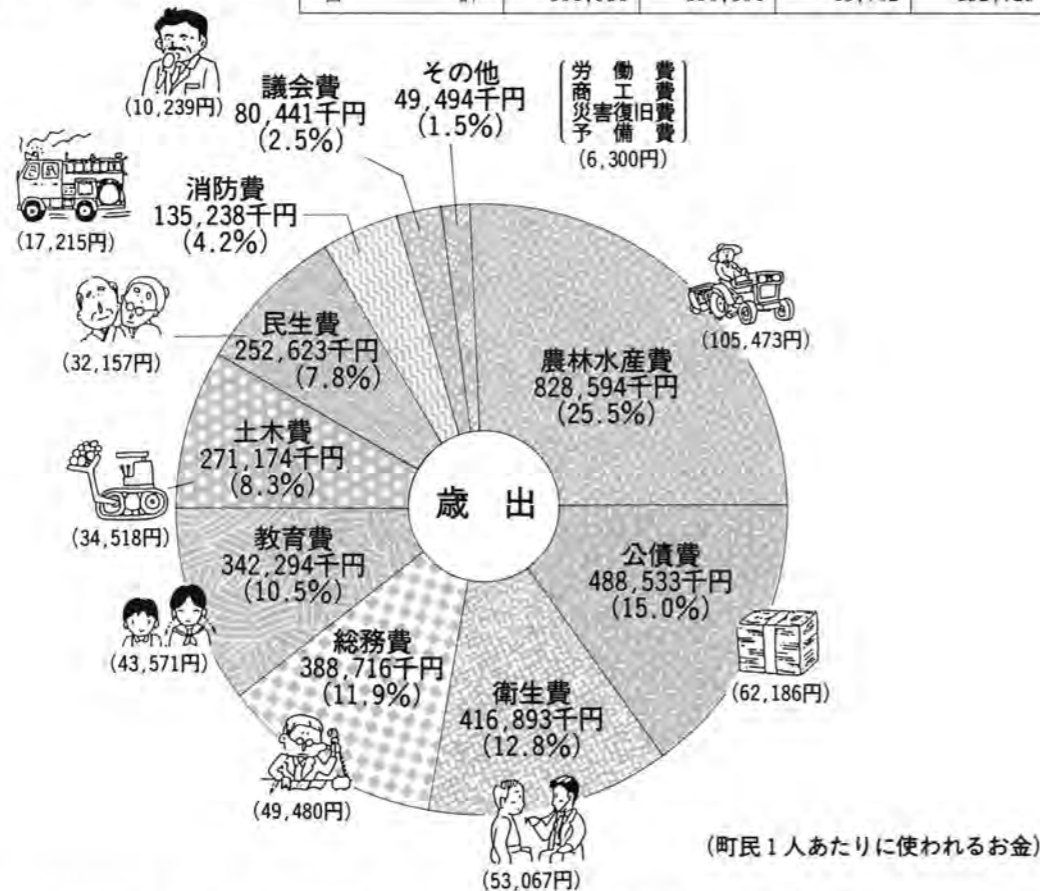 計
(10,239円)
議会費
80,441千円
(2.5%)
その他
49,494千円
(1.5%)
労働費
商工費
災害復旧費
予備費
(6,300円)
消防費
135,238千円
(4.2%)
(17,215円)
民生費
252,623千円
(7.8%)
(32,157円)
農林水産費
828,594千円
(25.5%)
(105,473円)
土木費
271,174千円
(8.3%)
(34,518円)
歳出
教育費
342,294千円
(10.5%)
(43,571円)
公債費
488,533千円
(15.0%)
(62,186円)
総務費
388,716千円
(11.9%)
(49,480円)
衛生費
416,893千円
(12.8%)
(53,067円)
(町民1人あたりに使われるお金)